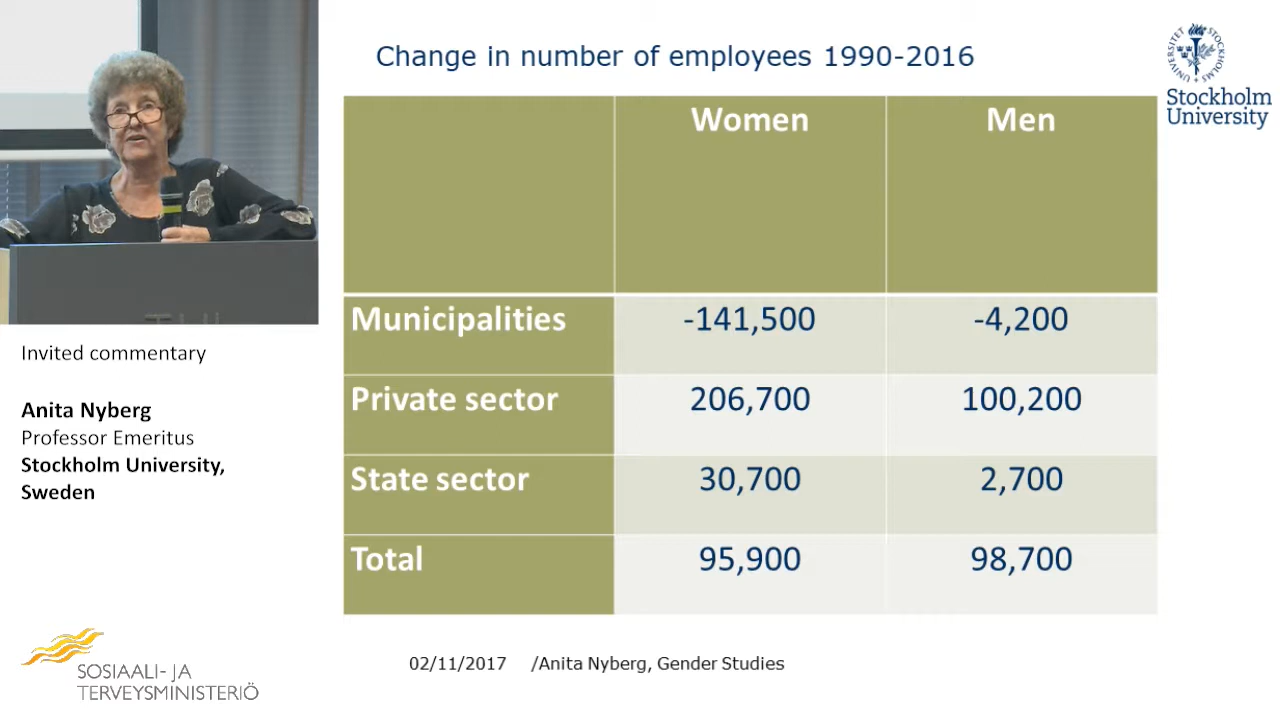 Change in number of employees 1990-2016
UNIVERSITET STOCKHOLMS
Stockholm
University
Women Men
Municipalities -141,500 -4,200
Private sector 206,700 100,200
State sector 30,700 2,700
Total 95,900 98,700
Invited commentary
Anita Nyberg
Professor Emeritus
Stockholm University,
Sweden
SOSIAALI- JA
TERVEYSMINISTERIÖ
02/11/2017 /Anita Nyberg, Gender Studies